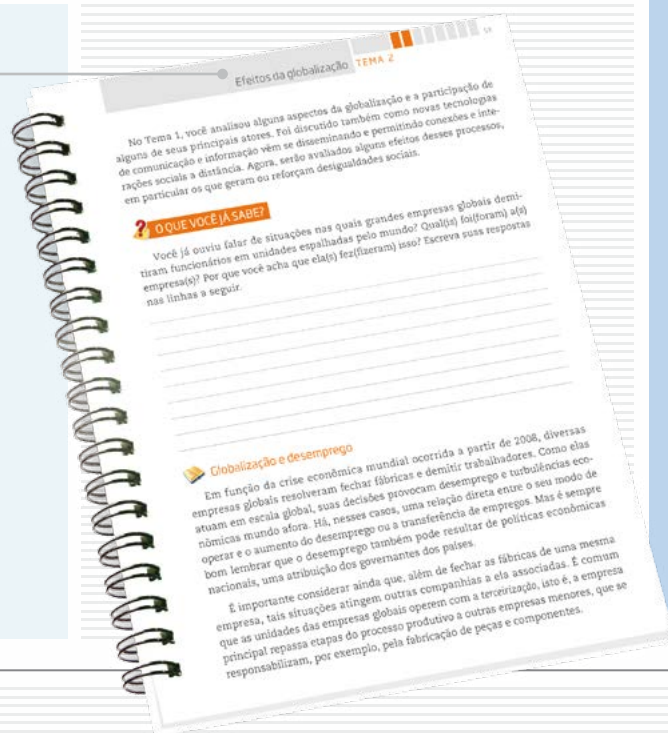 59
Efeitos da globalização TEMA 2
No Tema 1, você analisou alguns aspectos da globalização e a participação de
alguns de seus principais atores. Foi discutido também como novas tecnologias
de comunicação e informação vêm se disseminando e permitindo conexões e inte-
rações sociais a distância. Agora, serão avaliados alguns efeitos desses processos,
em particular os que geram ou reforçam desigualdades sociais.
? O QUE VOCÊ JÁ SABE?
Você já ouviu falar de situações nas quais grandes empresas globais demi-
tiram funcionários em unidades espalhadas pelo mundo? Qual(is) foi(foram) a(s)
empresa(s)? Por que você acha que ela(s) fez(fizeram) isso? Escreva suas respostas
nas linhas a seguir.
Globalização e desemprego
Em função da crise econômica mundial ocorrida a partir de 2008, diversas
empresas globais resolveram fechar fábricas e demitir trabalhadores. Como elas
atuam em escala global, suas decisões provocam desemprego e turbulências eco-
nômicas mundo afora. Há, nesses casos, uma relação direta entre o seu modo de
operar e o aumento do desemprego ou a transferência de empregos. Mas é sempre
bom lembrar que o desemprego também pode resultar de políticas econômicas
nacionais, uma atribuição dos governantes dos países.
É importante considerar ainda que, além de fechar as fábricas de uma mesma
empresa, tais situações atingem outras companhias a ela associadas. É comum
que as unidades das empresas globais operem com a terceirização, isto é, a empresa
principal repassa etapas do processo produtivo a outras empresas menores, que se
responsabilizam, por exemplo, pela fabricação de peças e componentes.